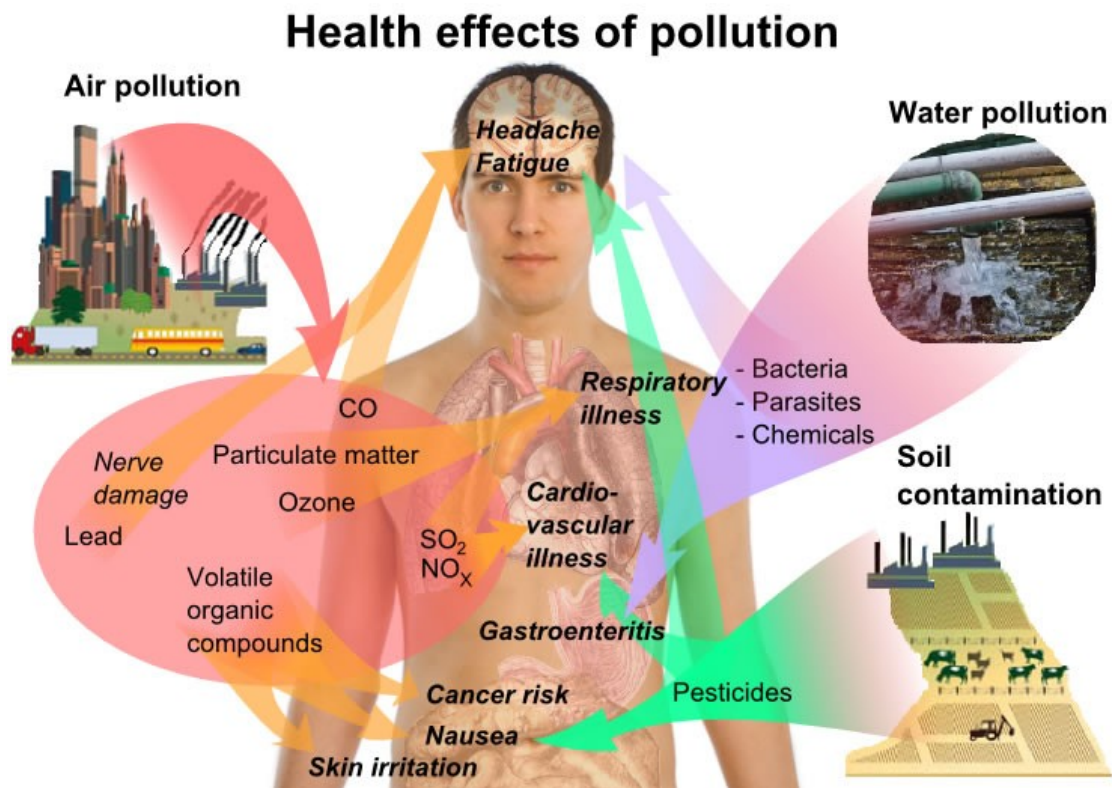 Health effects of pollution
Air pollution
Water pollution
Headache
Fatigue
CO
Particulate matter
Nerve
damage
Ozone
Lead
SO₂
NOₓ
Volatile
organic
compounds
Respiratory
illness
Cardio-
vascular
illness
Gastroenteritis
Cancer risk
Nausea
Skin irritation
- Bacteria
- Parasites
- Chemicals
Soil
contamination
Pesticides